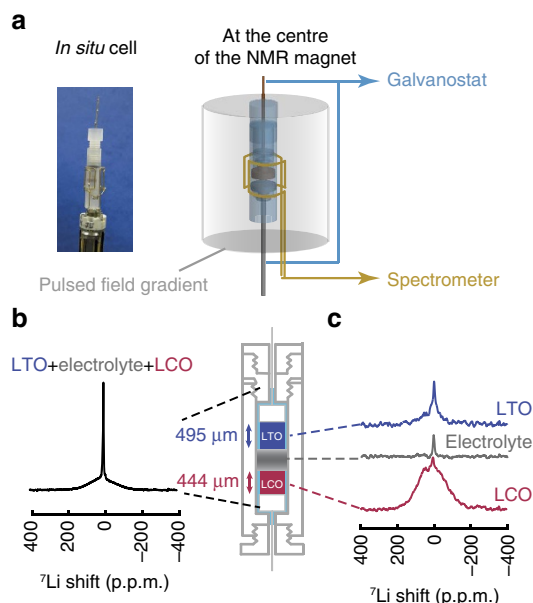 a
In situ cell
At the centre
of the NMR magnet
Galvanostat
Pulsed field gradient
Spectrometer
b
LTO+electrolyte+LCO
495 µm
444 µm
LTO
LCO
400
200
0
−200
−400
⁷Li shift (p.p.m.)
c
LTO
Electrolyte
LCO
400
200
0
−200
−400
⁷Li shift (p.p.m.)